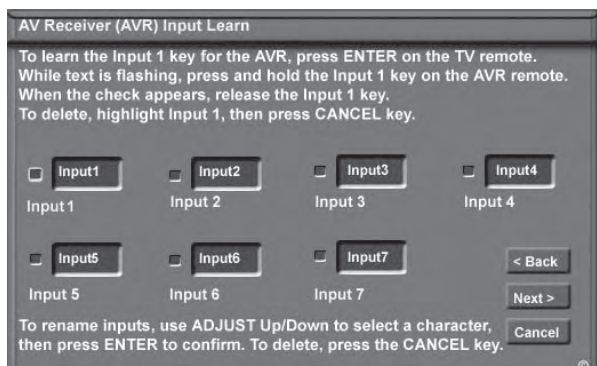 AV Receiver (AVR) Input Learn
To learn the Input 1 key for the AVR, press ENTER on the TV remote.
While text is flashing, press and hold the Input 1 key on the AVR remote.
When the check appears, release the Input 1 key.
To delete, highlight Input 1, then press CANCEL key.
Input1 Input2 Input3 Input4
Input 1 Input 2 Input 3 Input 4
Input5 Input6 Input7 < Back
Input 5 Input 6 Input 7 Next >
To rename inputs, use ADJUST Up/Down to select a character, Cancel
then press ENTER to confirm. To delete, press the CANCEL key.